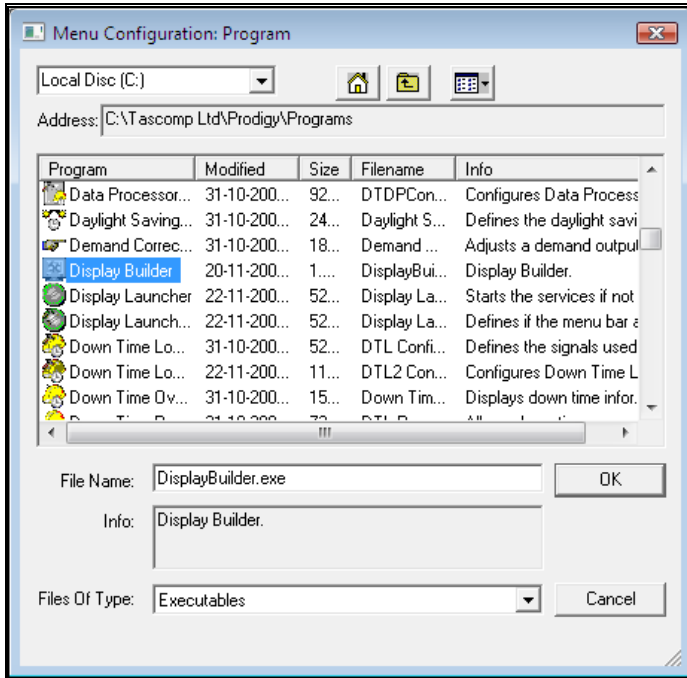 Menu Configuration: Program
Local Disc (C:)
Address: C:\Tascomp Ltd\Prodigy\Programs
Program Modified Size Filename Info
Data Processor... 31-10-200... 92... DTDPCon... Configures Data Process
Daylight Saving... 31-10-200... 24... Daylight S... Defines the daylight savi
Demand Correc... 31-10-200... 18... Demand ... Adjusts a demand output
Display Builder 20-11-200... 1.... DisplayBui... Display Builder.
Display Launcher 22-11-200... 52... Display La... Starts the services if not
Display Launch... 22-11-200... 52... Display La... Defines if the menu bar a
Down Time Lo... 31-10-200... 52... DTL Confi... Defines the signals used
Down Time Lo... 22-11-200... 11... DTL2 Con... Configures Down Time L
Down Time Ov... 31-10-200... 15... Down Tim... Displays down time infor.
File Name: DisplayBuilder.exe
OK
Info: Display Builder.
Files Of Type: Executables
Cancel